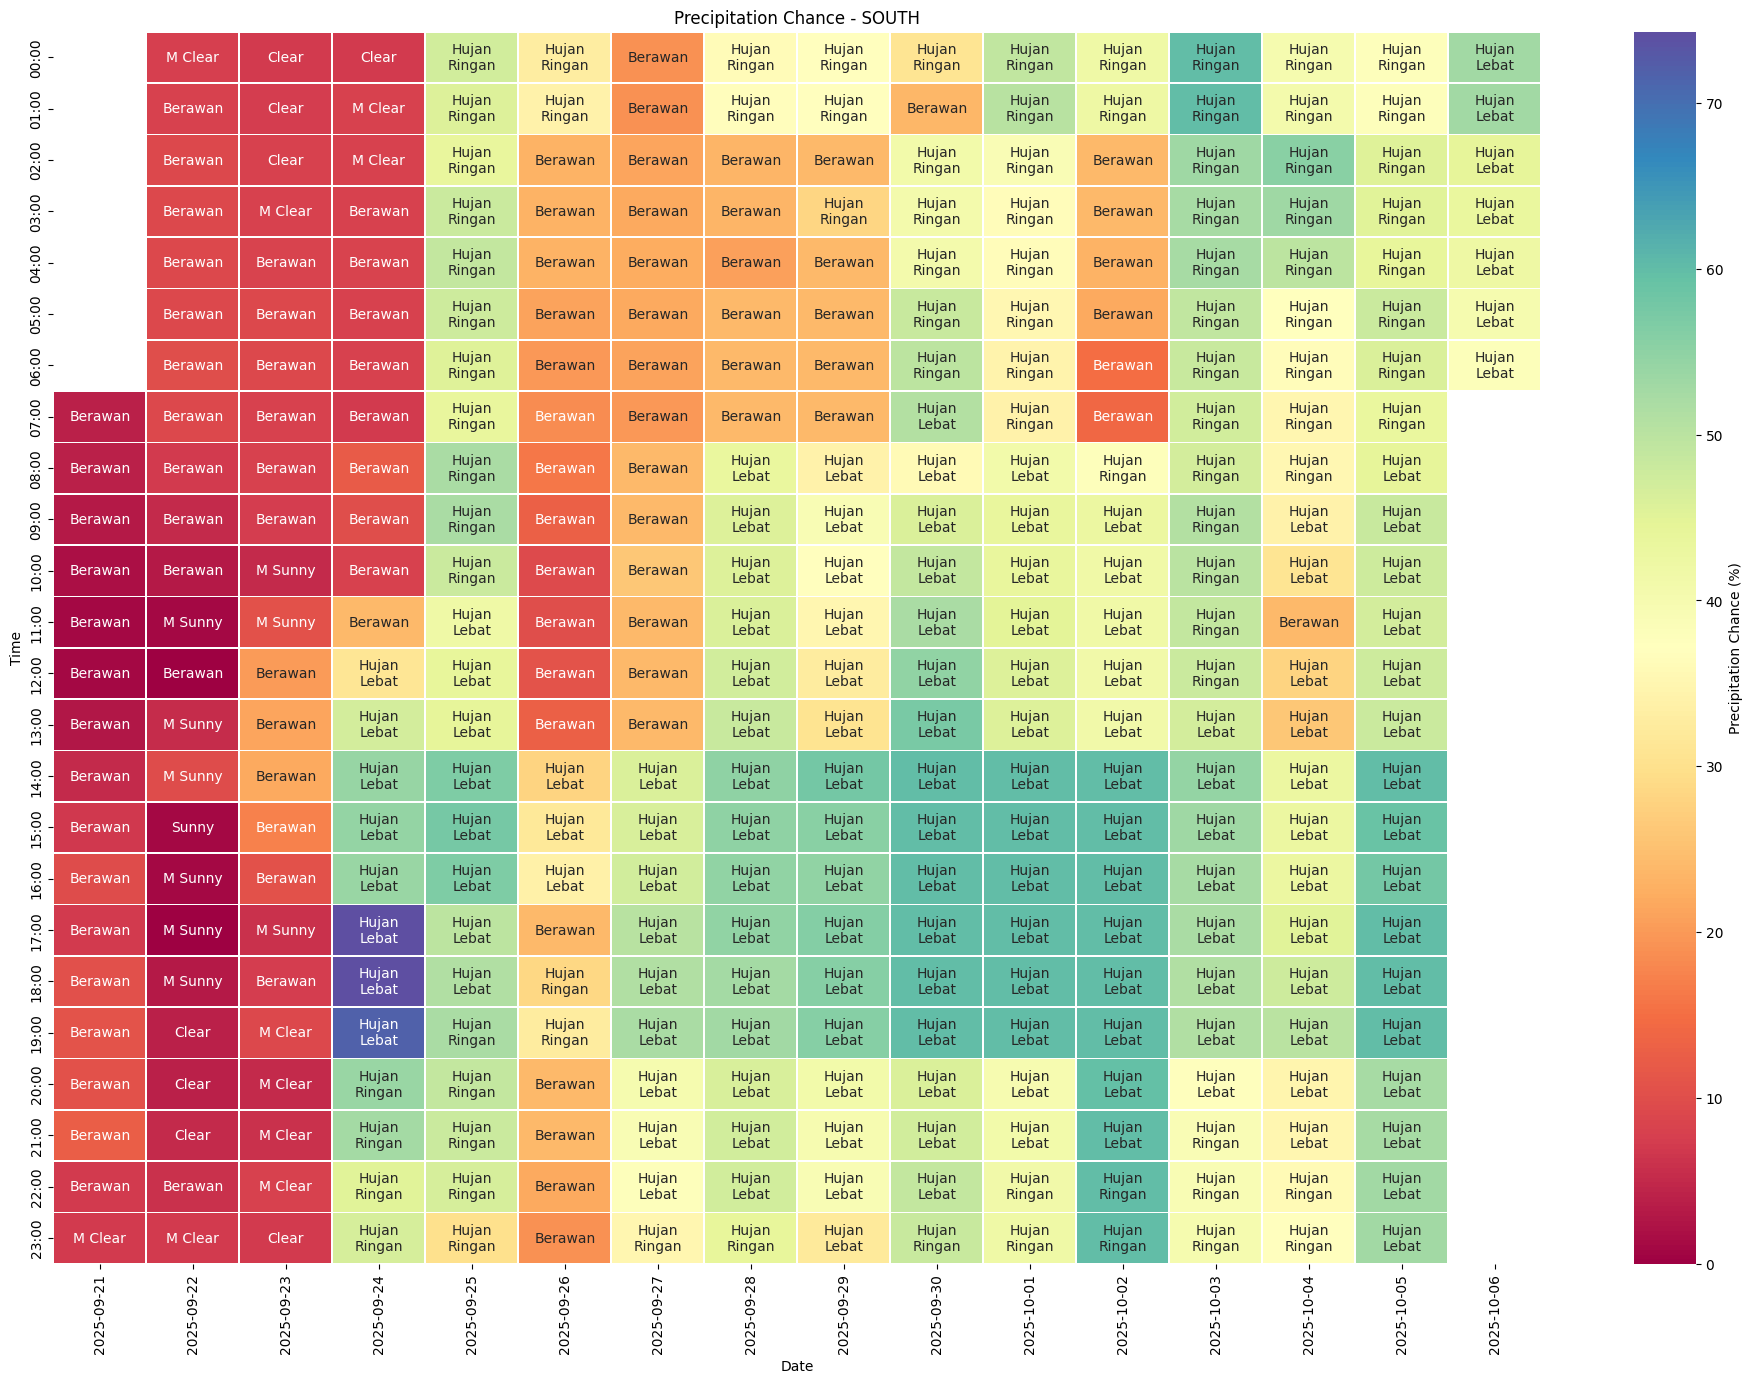 Precipitation Chance - SOUTH
00:00 M Clear Clear Clear Hujan Ringan Hujan Ringan Berawan Hujan Ringan Hujan Ringan Hujan Ringan Hujan Ringan Hujan Ringan Hujan Ringan Hujan Ringan Hujan Ringan Hujan Lebat
01:00 Berawan Clear M Clear Hujan Ringan Hujan Ringan Berawan Hujan Ringan Hujan Ringan Berawan Hujan Ringan Hujan Ringan Hujan Ringan Hujan Ringan Hujan Ringan Hujan Lebat
02:00 Berawan Clear M Clear Hujan Ringan Berawan Berawan Berawan Berawan Hujan Ringan Hujan Ringan Berawan Hujan Ringan Hujan Ringan Hujan Ringan Hujan Lebat
03:00 Berawan M Clear Berawan Hujan Ringan Berawan Berawan Berawan Hujan Ringan Hujan Ringan Hujan Ringan Berawan Hujan Ringan Hujan Ringan Hujan Ringan Hujan Lebat
04:00 Berawan Berawan Berawan Hujan Ringan Berawan Berawan Berawan Berawan Hujan Ringan Hujan Ringan Berawan Hujan Ringan Hujan Ringan Hujan Ringan Hujan Lebat
05:00 Berawan Berawan Berawan Hujan Ringan Berawan Berawan Berawan Berawan Hujan Ringan Hujan Ringan Berawan Hujan Ringan Hujan Ringan Hujan Ringan Hujan Lebat
06:00 Berawan Berawan Berawan Hujan Ringan Berawan Berawan Berawan Berawan Hujan Ringan Hujan Ringan Berawan Hujan Ringan Hujan Ringan Hujan Ringan Hujan Lebat
07:00 Berawan Berawan Berawan Berawan Hujan Ringan Berawan Berawan Berawan Berawan Hujan Lebat Hujan Ringan Berawan Hujan Ringan Hujan Ringan Hujan Ringan
08:00 Berawan Berawan Berawan Berawan Hujan Ringan Berawan Berawan Hujan Lebat Hujan Lebat Hujan Lebat Hujan Lebat Hujan Ringan Hujan Ringan Hujan Ringan Hujan Lebat
09:00 Berawan Berawan Berawan Berawan Hujan Ringan Berawan Berawan Hujan Lebat Hujan Lebat Hujan Lebat Hujan Lebat Hujan Lebat Hujan Ringan Hujan Lebat Hujan Lebat
10:00 Berawan Berawan M Sunny Berawan Hujan Ringan Berawan Berawan Hujan Lebat Hujan Lebat Hujan Lebat Hujan Lebat Hujan Lebat Hujan Ringan Hujan Lebat Hujan Lebat
11:00 Berawan M Sunny M Sunny Berawan Hujan Lebat Berawan Berawan Hujan Lebat Hujan Lebat Hujan Lebat Hujan Lebat Hujan Lebat Hujan Ringan Berawan Hujan Lebat
12:00 Berawan Berawan Berawan Hujan Lebat Hujan Lebat Berawan Berawan Hujan Lebat Hujan Lebat Hujan Lebat Hujan Lebat Hujan Lebat Hujan Ringan Hujan Lebat Hujan Lebat
13:00 Berawan M Sunny Berawan Hujan Lebat Hujan Lebat Berawan Berawan Hujan Lebat Hujan Lebat Hujan Lebat Hujan Lebat Hujan Lebat Hujan Lebat Hujan Lebat Hujan Lebat
14:00 Berawan M Sunny Berawan Hujan Lebat Hujan Lebat Hujan Lebat Hujan Lebat Hujan Lebat Hujan Lebat Hujan Lebat Hujan Lebat Hujan Lebat Hujan Lebat Hujan Lebat Hujan Lebat
15:00 Berawan Sunny Berawan Hujan Lebat Hujan Lebat Hujan Lebat Hujan Lebat Hujan Lebat Hujan Lebat Hujan Lebat Hujan Lebat Hujan Lebat Hujan Lebat Hujan Lebat Hujan Lebat
16:00 Berawan M Sunny Berawan Hujan Lebat Hujan Lebat Hujan Lebat Hujan Lebat Hujan Lebat Hujan Lebat Hujan Lebat Hujan Lebat Hujan Lebat Hujan Lebat Hujan Lebat Hujan Lebat
17:00 Berawan M Sunny M Sunny Hujan Lebat Hujan Lebat Berawan Hujan Lebat Hujan Lebat Hujan Lebat Hujan Lebat Hujan Lebat Hujan Lebat Hujan Lebat Hujan Lebat Hujan Lebat
18:00 Berawan M Sunny Berawan Hujan Lebat Hujan Lebat Hujan Ringan Hujan Lebat Hujan Lebat Hujan Lebat Hujan Lebat Hujan Lebat Hujan Lebat Hujan Lebat Hujan Lebat Hujan Lebat
19:00 Berawan Clear M Clear Hujan Lebat Hujan Ringan Hujan Ringan Hujan Lebat Hujan Lebat Hujan Lebat Hujan Lebat Hujan Lebat Hujan Lebat Hujan Lebat Hujan Lebat Hujan Lebat
20:00 Berawan Clear M Clear Hujan Ringan Hujan Ringan Berawan Hujan Lebat Hujan Lebat Hujan Lebat Hujan Lebat Hujan Lebat Hujan Lebat Hujan Lebat Hujan Lebat Hujan Lebat
21:00 Berawan Clear M Clear Hujan Ringan Hujan Ringan Berawan Hujan Lebat Hujan Lebat Hujan Lebat Hujan Lebat Hujan Lebat Hujan Lebat Hujan Ringan Hujan Lebat Hujan Lebat
22:00 Berawan Berawan M Clear Hujan Ringan Hujan Ringan Berawan Hujan Lebat Hujan Lebat Hujan Lebat Hujan Lebat Hujan Ringan Hujan Ringan Hujan Ringan Hujan Ringan Hujan Lebat
23:00 M Clear M Clear Clear Hujan Ringan Hujan Ringan Berawan Hujan Ringan Hujan Ringan Hujan Lebat Hujan Ringan Hujan Ringan Hujan Ringan Hujan Ringan Hujan Ringan Hujan Lebat
Time
2025-09-21 2025-09-22 2025-09-23 2025-09-24 2025-09-25 2025-09-26 2025-09-27 2025-09-28 2025-09-29 2025-09-30 2025-10-01 2025-10-02 2025-10-03 2025-10-04 2025-10-05 2025-10-06
Date
70
60
50
40
30
20
10
0
Precipitation Chance (%)